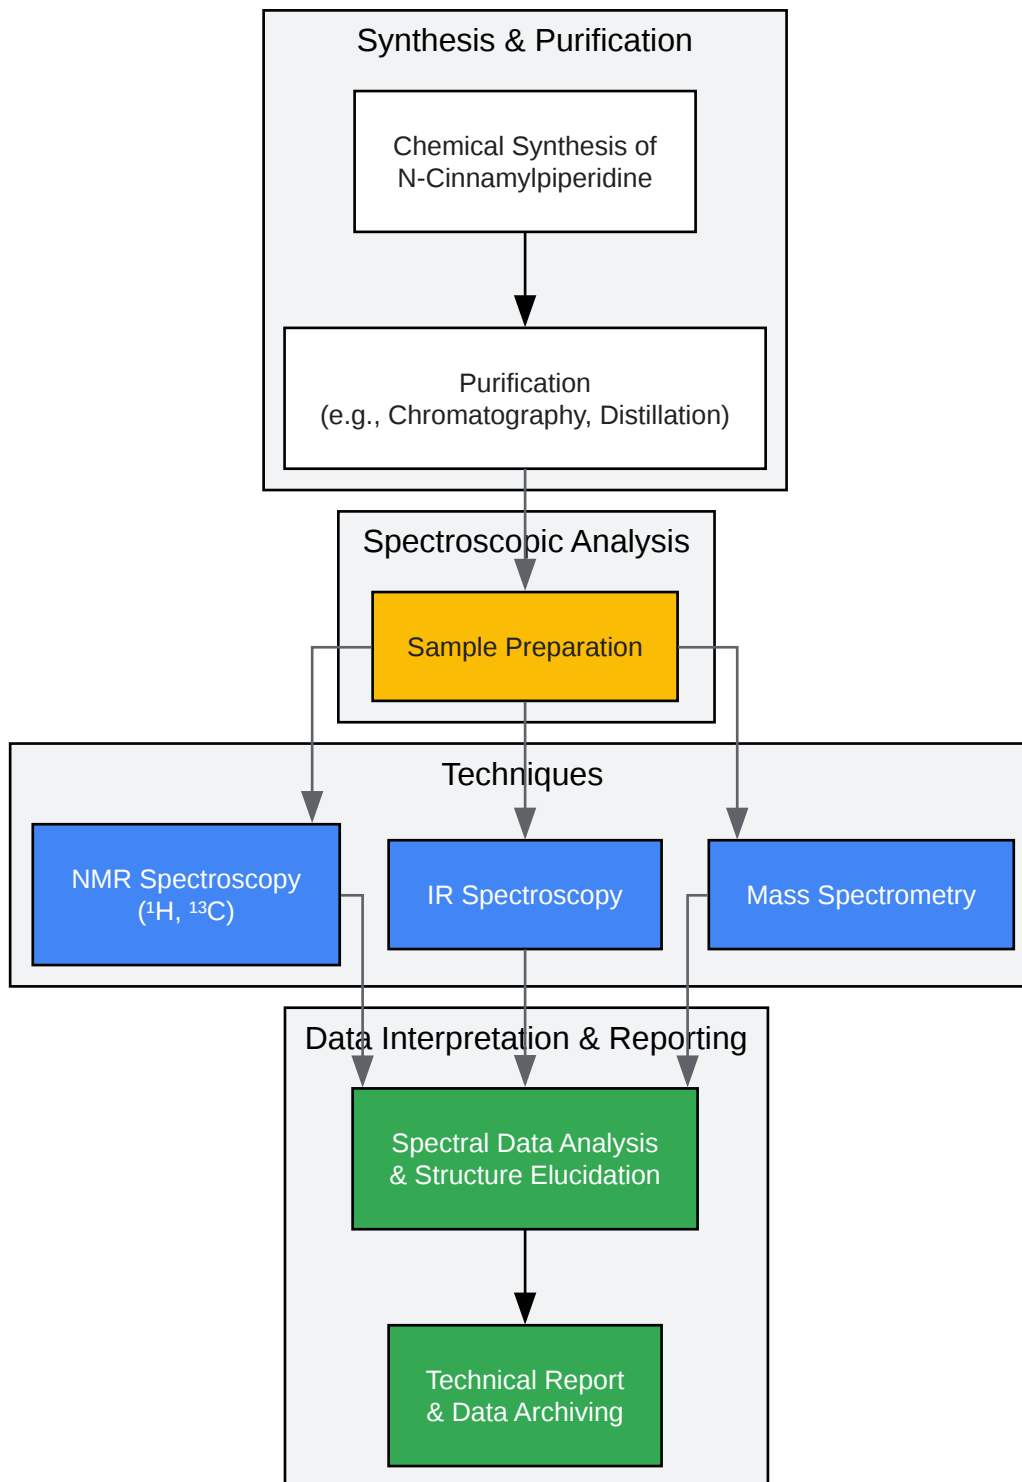 Synthesis & Purification
Chemical Synthesis of
N-Cinnamylpiperidine
Purification
(e.g., Chromatography, Distillation)
Spectroscopic Analysis
Sample Preparation
Techniques
NMR Spectroscopy
(¹H, ¹³C)
IR Spectroscopy
Mass Spectrometry
Data Interpretation & Reporting
Spectral Data Analysis
& Structure Elucidation
Technical Report
& Data Archiving